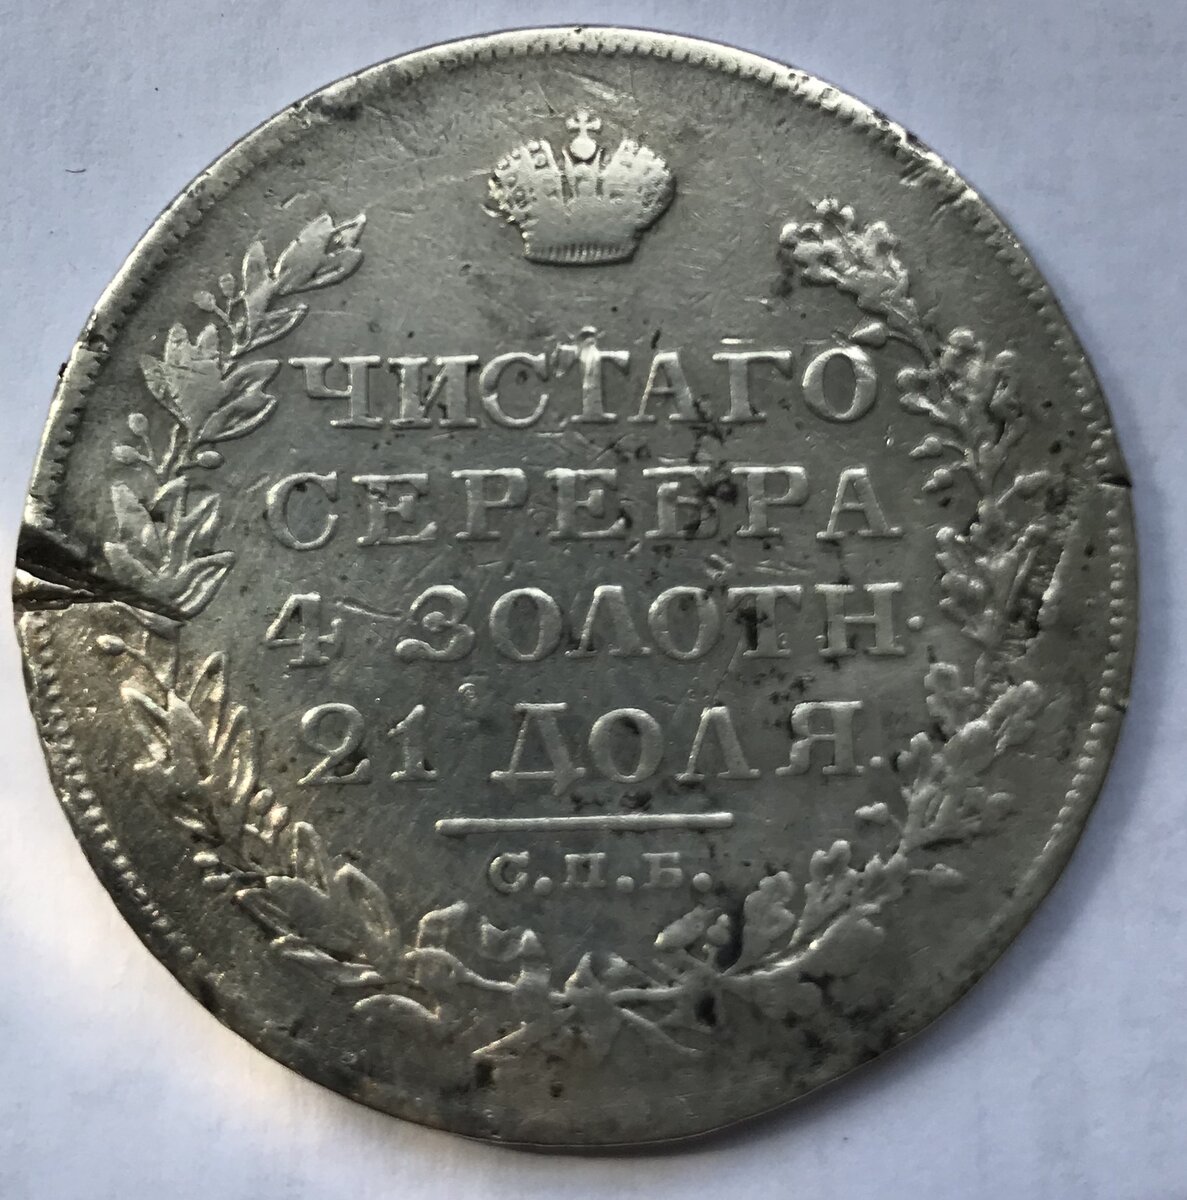 ЧИСТАГО
СЕРЕБРА
4 ЗОЛОТН.
21 ДОЛЯ.
С.П.Б.